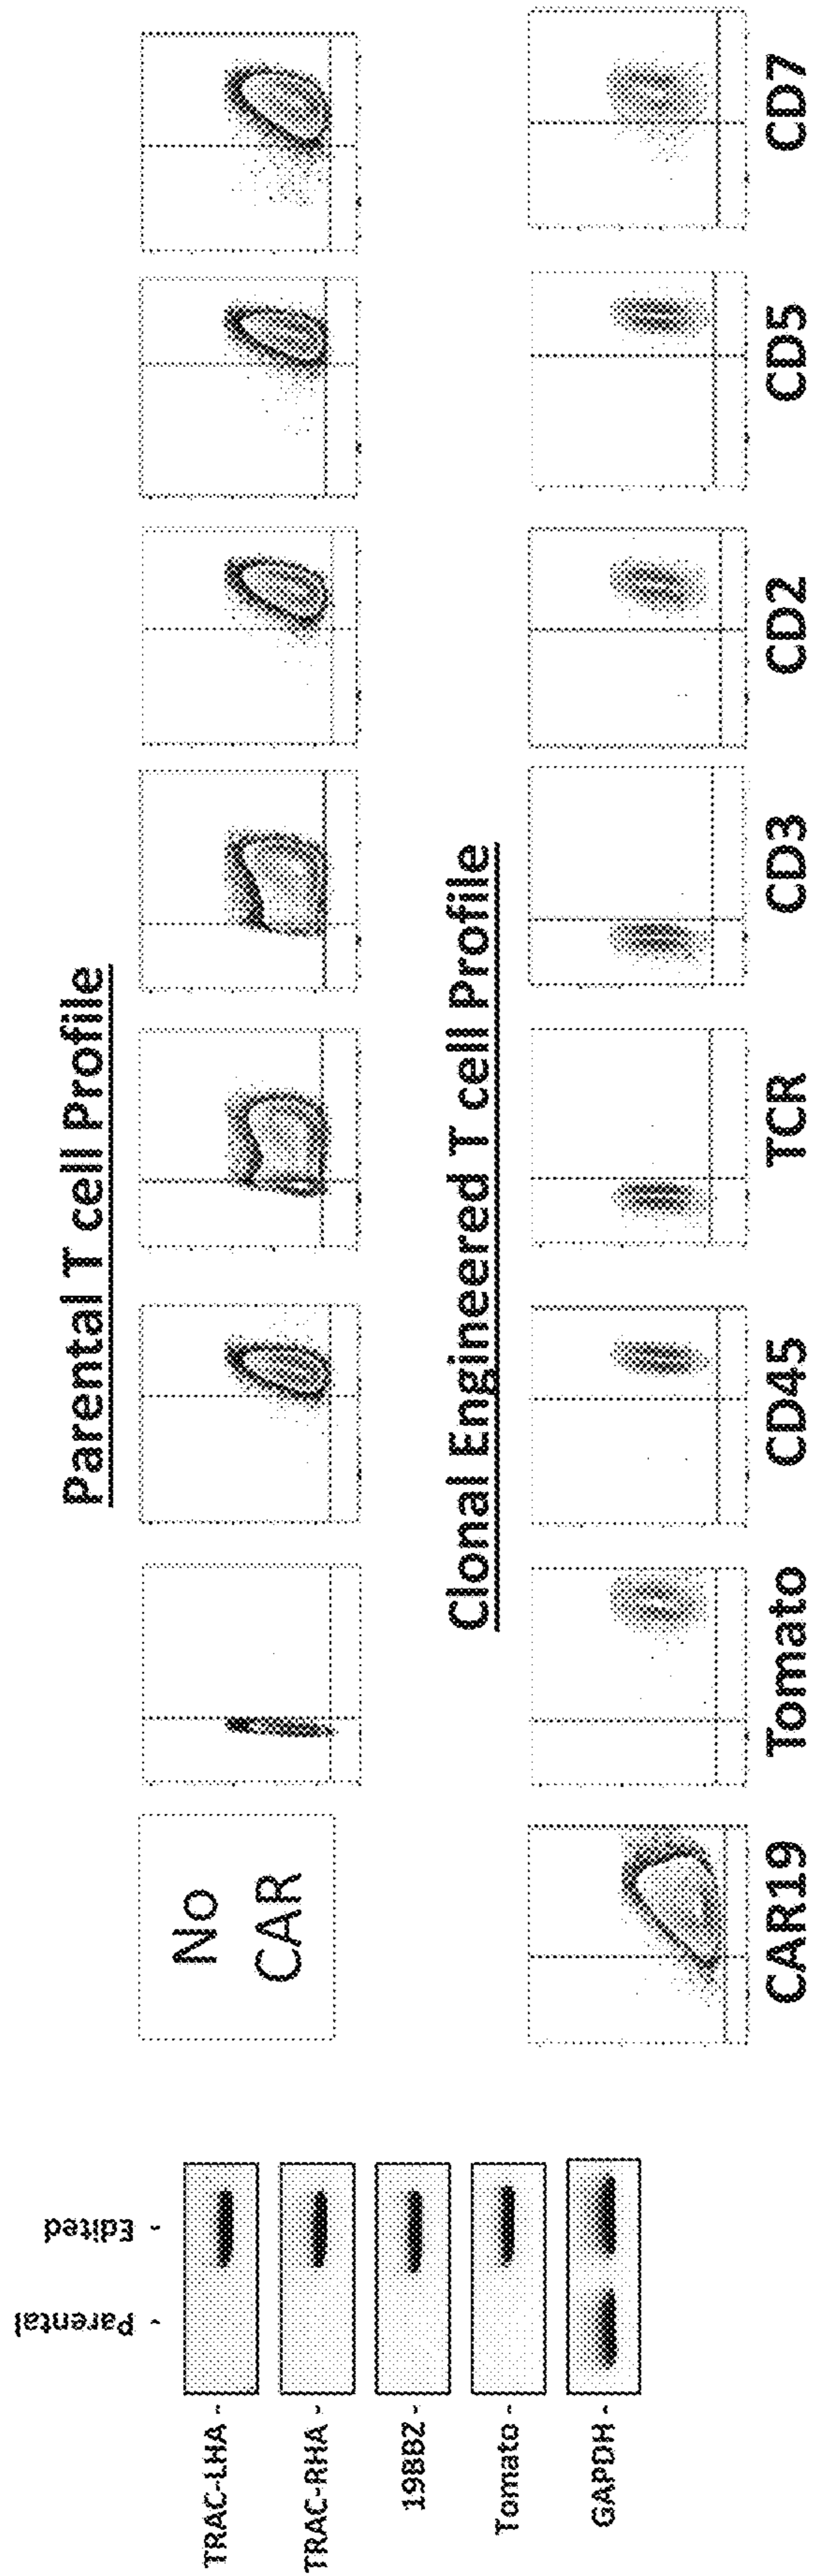 Parental
Edited
TRAC-LHA -
TRAC-RHA -
19BBZ -
Tomato -
GAPDH -
Parental T cell Profile
No
CAR
Clonal Engineered T cell Profile
CAR19
Tomato
CD45
TCR
CD3
CD2
CD5
CD7